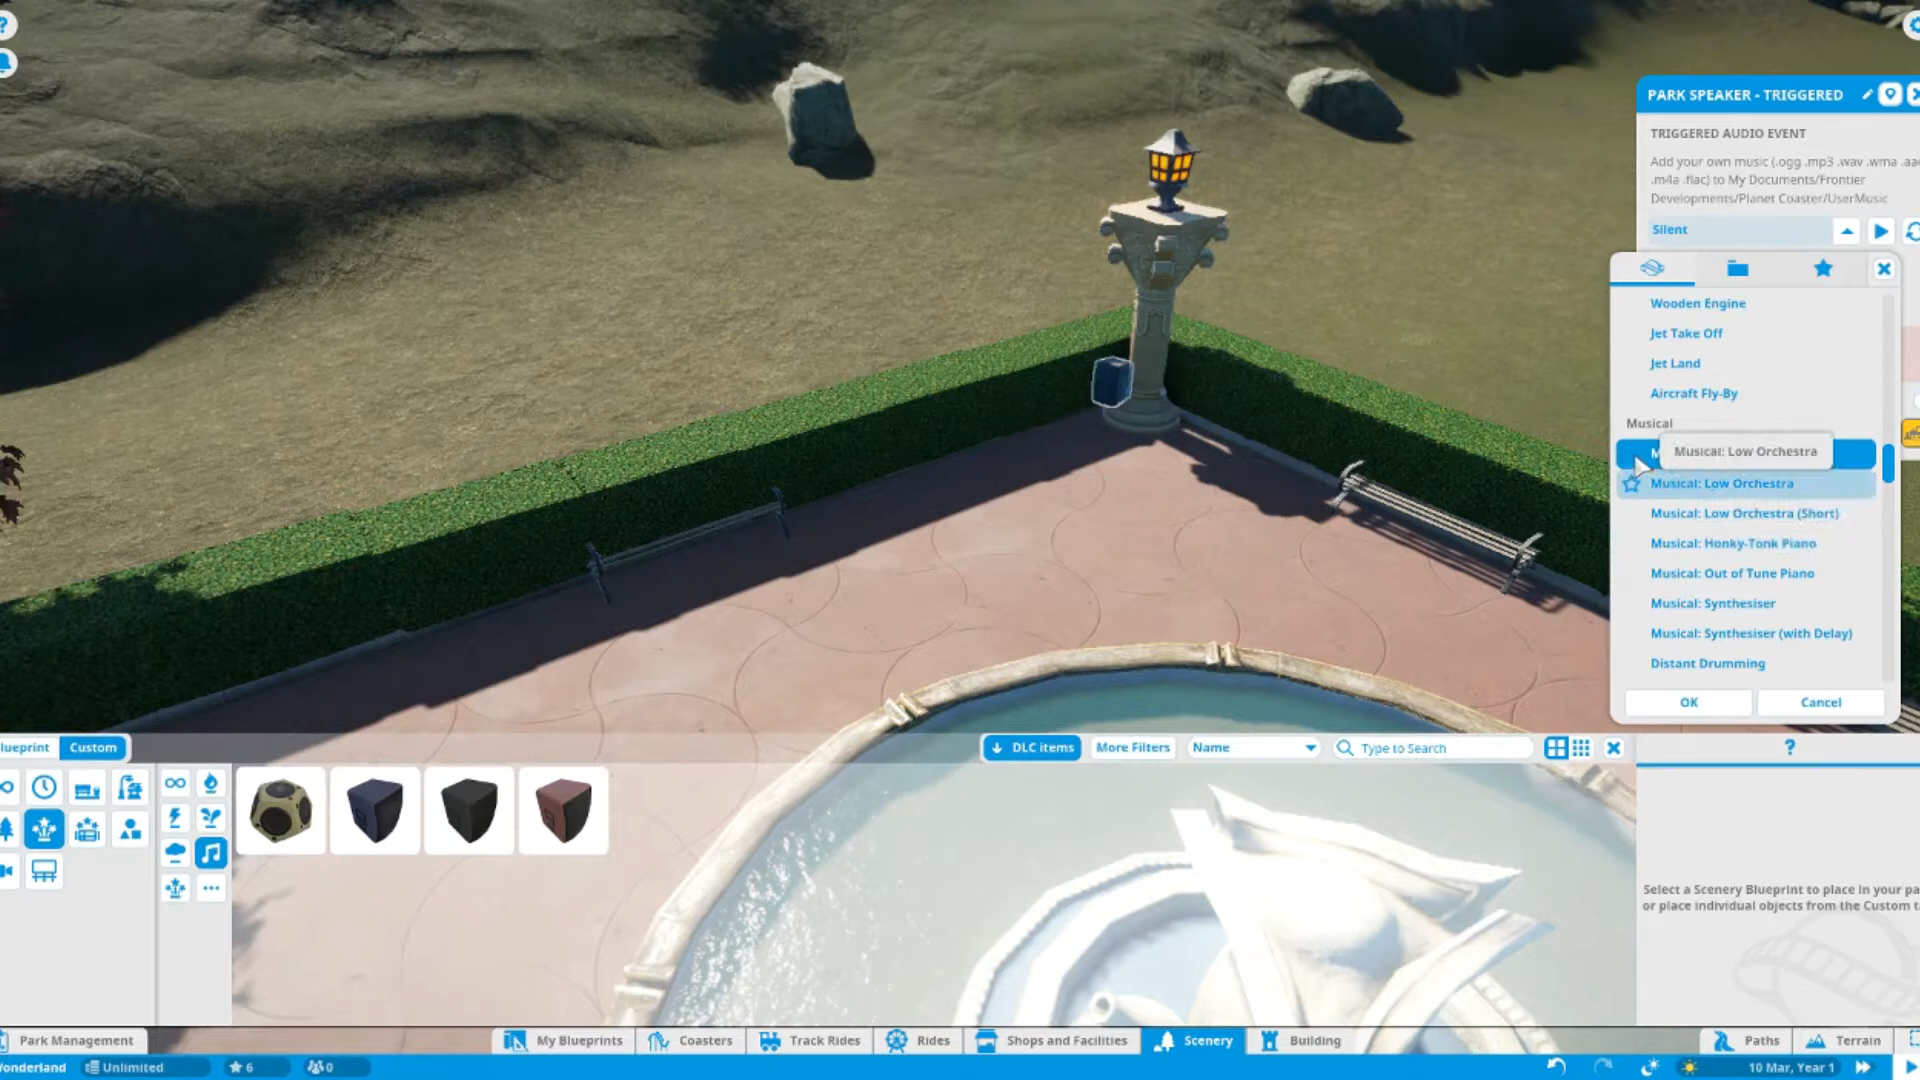 ?
PARK SPEAKER - TRIGGERED
TRIGGERED AUDIO EVENT
Add your own music (.ogg .mp3 .wav .wma .aac
.m4a .flac) to My Documents/Frontier
Developments/Planet Coaster/UserMusic
Silent
Wooden Engine
Jet Take Off
Jet Land
Aircraft Fly-By
Musical
M
Musical: Low Orchestra
Musical: Low Orchestra
Musical: Low Orchestra (Short)
Musical: Honky-Tonk Piano
Musical: Out of Tune Piano
Musical: Synthesiser
Musical: Synthesiser (with Delay)
Distant Drumming
OK Cancel
lueprint Custom DLC items More Filters Name Type to Search ?
Select a Scenery Blueprint to place in your pa
or place individual objects from the Custom t
Park Management My Blueprints Coasters Track Rides Rides Shops and Facilities Scenery Building Paths Terrain
onderland Unlimited 6 0 10 Mar, Year 1